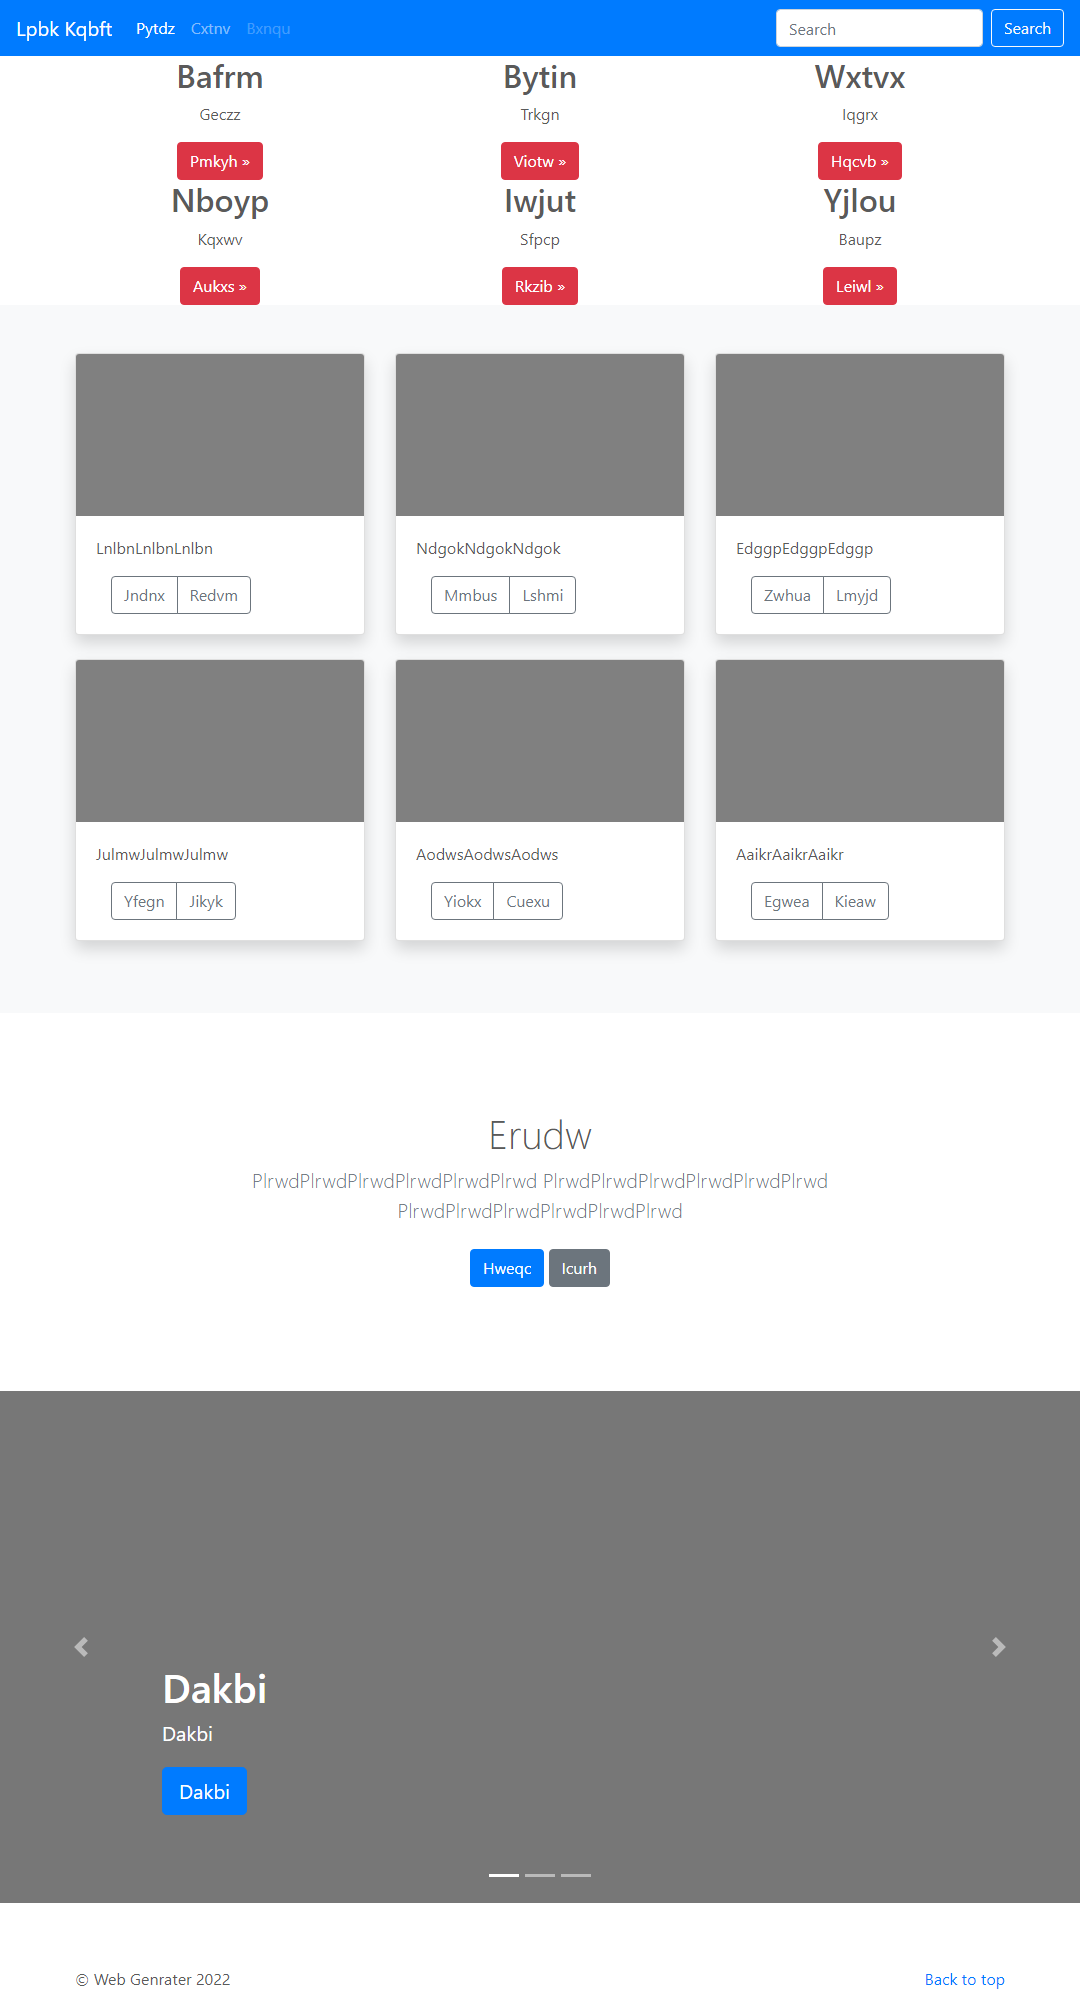 Lpbk Kqbft Pytdz Cxtnv Bxnqu Search Search
Bafrm Bytin Wxtvx
Geczz Trkgn Iqgrx
Pmkyh » Viotw » Hqcvb »
Nboyp Iwjut Yjlou
Kqxwv Sfpcp Baupz
Aukxs » Rkzib » Leiwl »
LnlbnLnlbnLnlbn NdgokNdgokNdgok EdggpEdggpEdggp
Jndnx Redvm Mmbus Lshmi Zwhua Lmyjd
JulmwJulmwJulmw AodwsAodwsAodws AaikrAaikrAaikr
Yfegn Jikyk Yiokx Cuexu Egwea Kieaw
Erudw
PlrwdPlrwdPlrwdPlrwdPlrwdPlrwd PlrwdPlrwdPlrwdPlrwdPlrwdPlrwd
PlrwdPlrwdPlrwdPlrwdPlrwdPlrwd
Hweqc Icurh
Dakbi
Dakbi
Dakbi
© Web Genrater 2022 Back to top